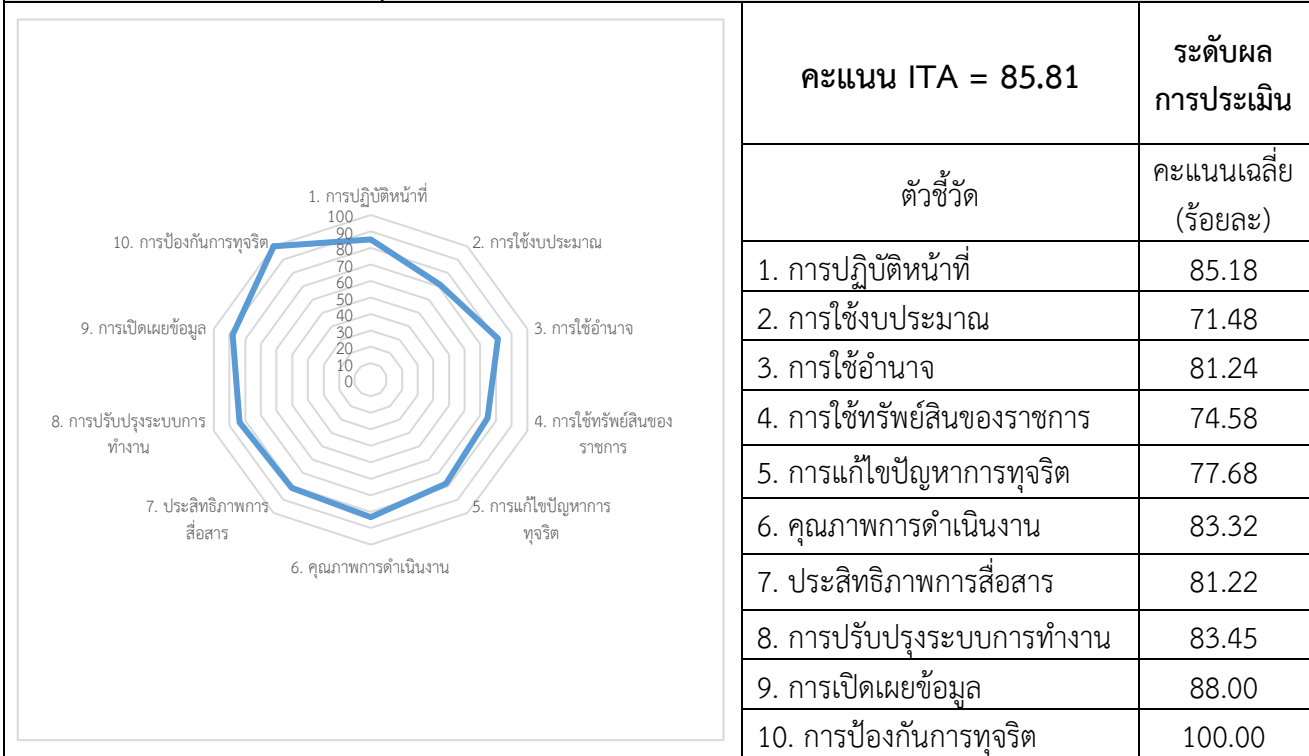 1. การปฏิบัติหน้าที่
100
90
80
70
60
50
40
30
20
10
0
2. การใช้งบประมาณ
3. การใช้อำนาจ
4. การใช้ทรัพย์สินของ
ราชการ
5. การแก้ไขปัญหาการ
ทุจริต
6. คุณภาพการดำเนินงาน
7. ประสิทธิภาพการ
สื่อสาร
8. การปรับปรุงระบบการ
ทำงาน
9. การเปิดเผยข้อมูล
10. การป้องกันการทุจริต
คะแนน ITA = 85.81
ระดับผล
การประเมิน
ตัวชี้วัด
คะแนนเฉลี่ย
(ร้อยละ)
1. การปฏิบัติหน้าที่ 85.18
2. การใช้งบประมาณ 71.48
3. การใช้อำนาจ 81.24
4. การใช้ทรัพย์สินของราชการ 74.58
5. การแก้ไขปัญหาการทุจริต 77.68
6. คุณภาพการดำเนินงาน 83.32
7. ประสิทธิภาพการสื่อสาร 81.22
8. การปรับปรุงระบบการทำงาน 83.45
9. การเปิดเผยข้อมูล 88.00
10. การป้องกันการทุจริต 100.00